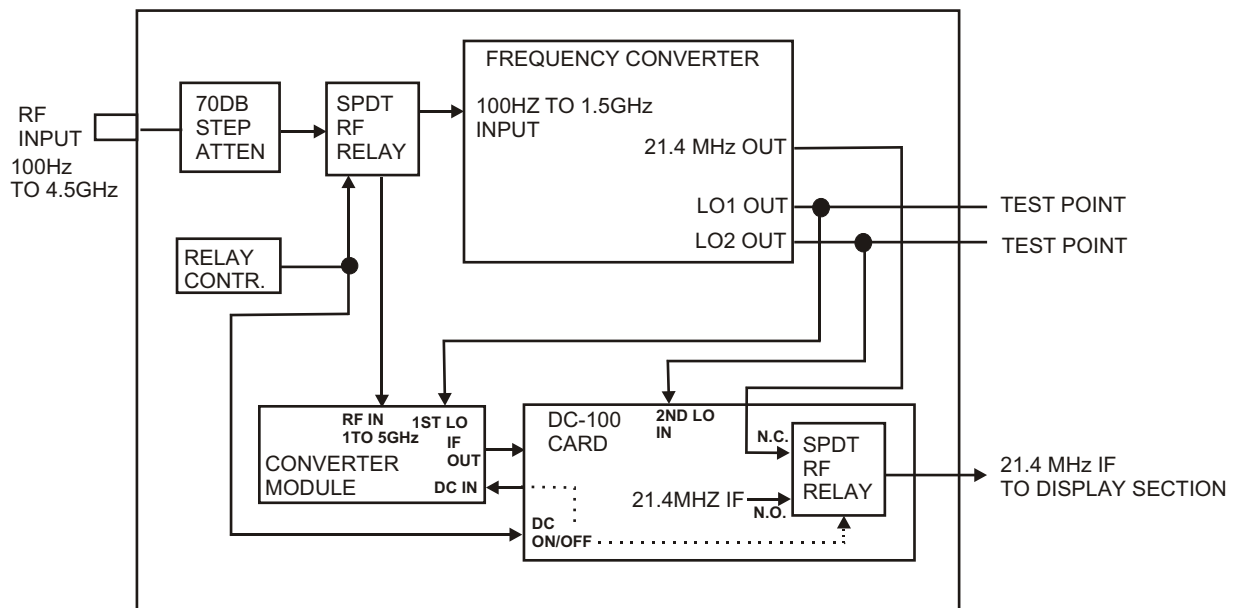 FREQUENCY CONVERTER
70DB
STEP
ATTEN
SPDT
RF
RELAY
100HZ TO 1.5GHz
INPUT
RF
INPUT
100Hz
TO 4.5GHz
21.4 MHz OUT
LO1 OUT
TEST POINT
LO2 OUT
TEST POINT
RELAY
CONTR.
RF IN
1TO 5GHz
1ST LO
IF
OUT
CONVERTER
MODULE
DC IN
DC-100
CARD
2ND LO
IN
N.C.
SPDT
RF
RELAY
21.4MHZ IF
N.O.
DC
ON/OFF
21.4 MHz IF
TO DISPLAY SECTION